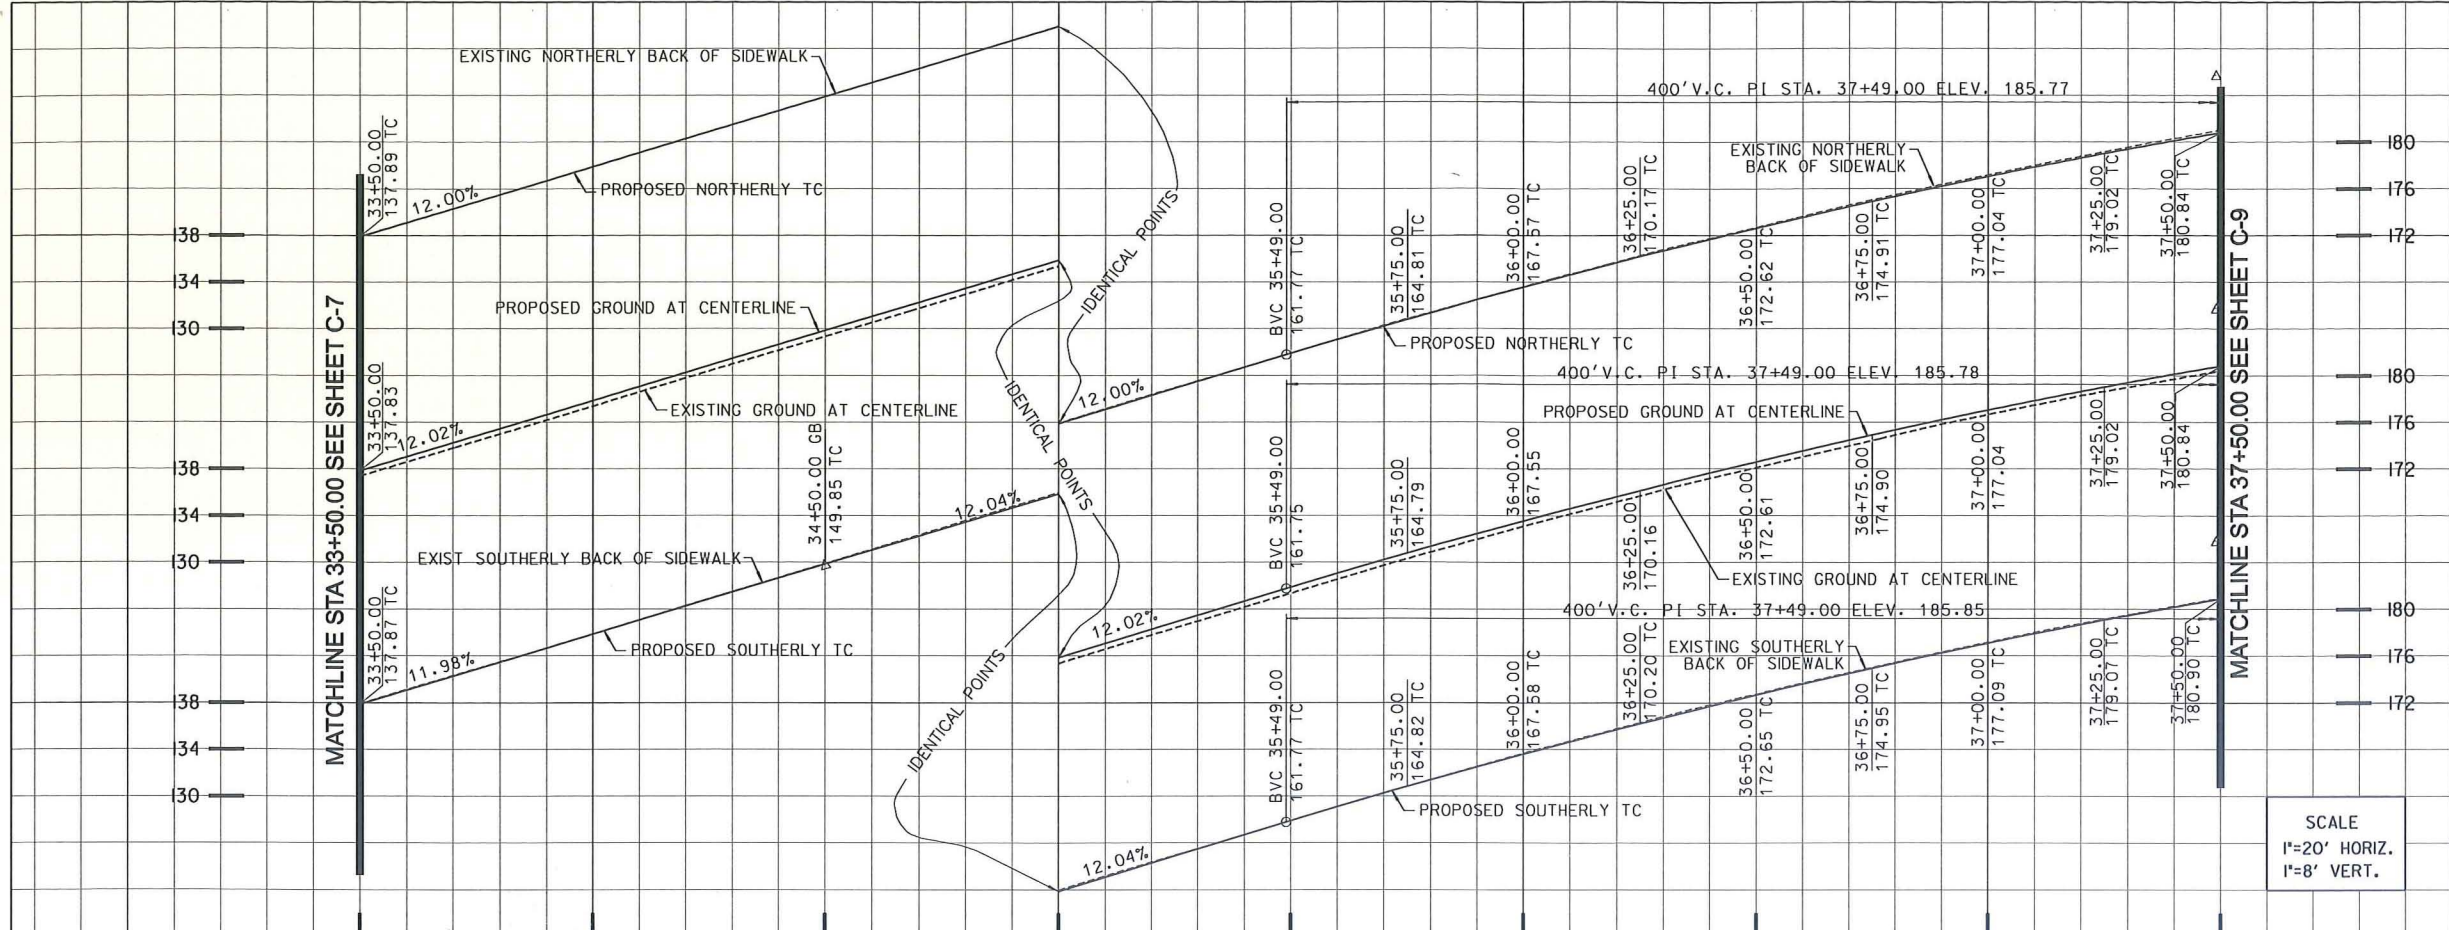 EXISTING NORTHERLY BACK OF SIDEWALK
33+50.00
137.89 TC
12.00%
PROPOSED NORTHERLY TC
138
134
130
MATCHLINE STA 33+50.00 SEE SHEET C-7
PROPOSED GROUND AT CENTERLINE
33+50.00
137.83
12.02%
EXISTING GROUND AT CENTERLINE
34+50.00 GB
149.85 TC
138
134
130
12.04%
EXIST SOUTHERLY BACK OF SIDEWALK
33+50.00
137.87 TC
11.98%
PROPOSED SOUTHERLY TC
138
134
130
IDENTICAL POINTS
IDENTICAL POINTS
IDENTICAL POINTS
400'V.C. PI STA. 37+49.00 ELEV. 185.77
EXISTING NORTHERLY
BACK OF SIDEWALK
12.00%
BVC 35+49.00
161.77 TC
35+75.00
164.81 TC
36+00.00
167.57 TC
36+25.00
170.17 TC
36+50.00
172.62 TC
36+75.00
174.91 TC
37+00.00
177.04 TC
37+25.00
179.02 TC
37+50.00
180.84 TC
PROPOSED NORTHERLY TC
180
176
172
400'V.C. PI STA. 37+49.00 ELEV. 185.78
PROPOSED GROUND AT CENTERLINE
12.02%
BVC 35+49.00
161.75
35+75.00
164.79
36+00.00
167.55
36+25.00
170.16
36+50.00
172.61
36+75.00
174.90
37+00.00
177.04
37+25.00
179.02
37+50.00
180.84
EXISTING GROUND AT CENTERLINE
180
176
172
400'V.C. PI STA. 37+49.00 ELEV. 185.85
EXISTING SOUTHERLY
BACK OF SIDEWALK
12.04%
BVC 35+49.00
161.77 TC
35+75.00
164.82 TC
36+00.00
167.58 TC
36+25.00
170.20 TC
36+50.00
172.65 TC
36+75.00
174.95 TC
37+00.00
177.09 TC
37+25.00
179.07 TC
37+50.00
180.90 TC
PROPOSED SOUTHERLY TC
180
176
172
MATCHLINE STA 37+50.00 SEE SHEET C-9
SCALE
1"=20' HORIZ.
1"=8' VERT.